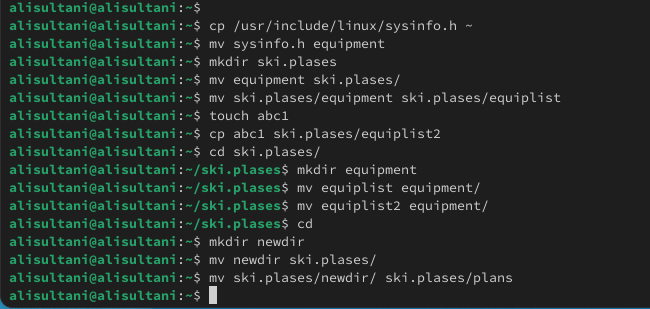 alisultani@alisultani:~$
alisultani@alisultani:~$ cp /usr/include/linux/sysinfo.h ~
alisultani@alisultani:~$ mv sysinfo.h equipment
alisultani@alisultani:~$ mkdir ski.plases
alisultani@alisultani:~$ mv equipment ski.plases/
alisultani@alisultani:~$ mv ski.plases/equipment ski.plases/equiplist
alisultani@alisultani:~$ touch abc1
alisultani@alisultani:~$ cp abc1 ski.plases/equiplist2
alisultani@alisultani:~$ cd ski.plases/
alisultani@alisultani:~/ski.plases$ mkdir equipment
alisultani@alisultani:~/ski.plases$ mv equiplist equipment/
alisultani@alisultani:~/ski.plases$ mv equiplist2 equipment/
alisultani@alisultani:~/ski.plases$ cd
alisultani@alisultani:~$ mkdir newdir
alisultani@alisultani:~$ mv newdir ski.plases/
alisultani@alisultani:~$ mv ski.plases/newdir/ ski.plases/plans
alisultani@alisultani:~$